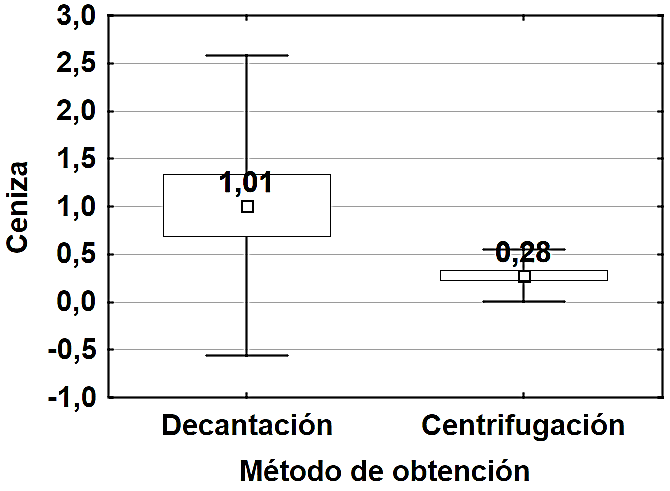 3,0
2,5
2,0
1,5
1,0
0,5
0,0
-0,5
-1,0
Ceniza
1,01
0,28
Decantación
Centrifugación
Método de obtención